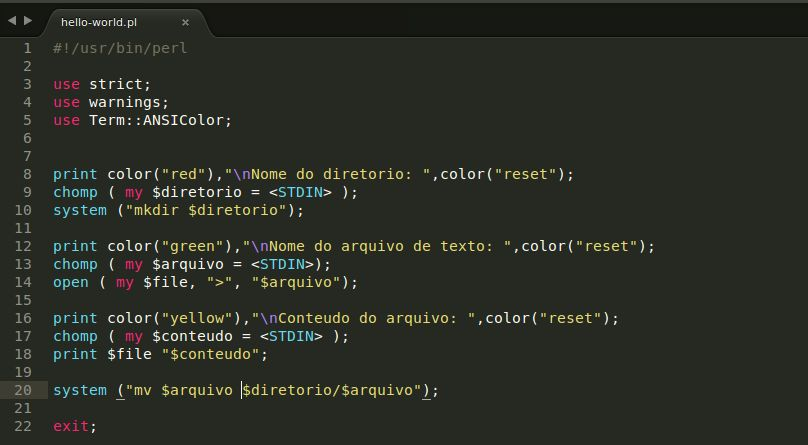 hello-world.pl
1 #!/usr/bin/perl
2
3 use strict;
4 use warnings;
5 use Term::ANSIColor;
6
7
8 print color("red"),"\nNome do diretorio: ",color("reset");
9 chomp ( my $diretorio = <STDIN> );
10 system ("mkdir $diretorio");
11
12 print color("green"),"\nNome do arquivo de texto: ",color("reset");
13 chomp ( my $arquivo = <STDIN>);
14 open ( my $file, ">", "$arquivo");
15
16 print color("yellow"),"\nConteudo do arquivo: ",color("reset");
17 chomp ( my $conteudo = <STDIN> );
18 print $file "$conteudo";
19
20 system ("mv $arquivo $diretorio/$arquivo");
21
22 exit;